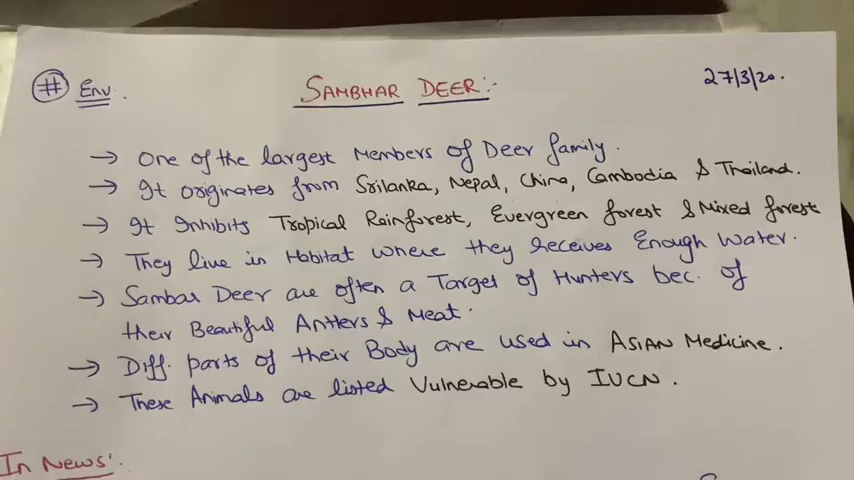 # Env.
SAMBHAR DEER:-
27/3/20.
→ One of the largest Members of Deer family.
→ It originates from Srilanka, Nepal, China, Cambodia & Thailand.
→ It Inhibits Tropical Rainforest, Evergreen forest & Mixed forest
→ They live in Habitat where they receives Enough Water.
→ Sambar Deer are often a Target of Hunters bec. of
their Beautiful Antlers & Meat.
→ Diff. parts of their Body are used in ASIAN Medicine.
→ These Animals are listed Vulnerable by IUCN.
In News: